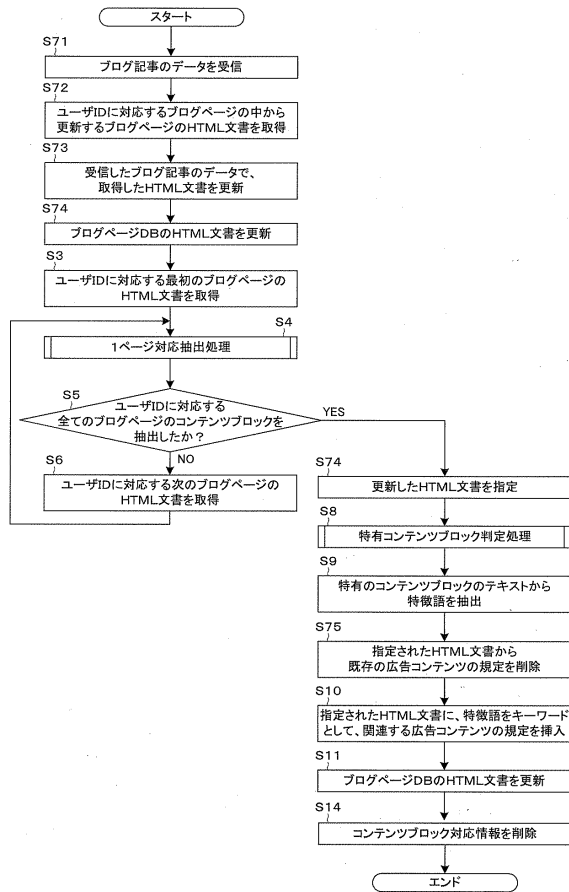 スタート
S71
ブログ記事のデータを受信
S72
ユーザIDに対応するブログページの中から
更新するブログページのHTML文書を取得
S73
受信したブログ記事のデータで、
取得したHTML文書を更新
S74
ブログページDBのHTML文書を更新
S3
ユーザIDに対応する最初のブログページの
HTML文書を取得
S4
1ページ対応抽出処理
S5
ユーザIDに対応する
全てのブログページのコンテンツブロックを
抽出したか？
YES
NO
S6
ユーザIDに対応する次のブログページの
HTML文書を取得
S74
更新したHTML文書を指定
S8
特有コンテンツブロック判定処理
S9
特有のコンテンツブロックのテキストから
特徴語を抽出
S75
指定されたHTML文書から
既存の広告コンテンツの規定を削除
S10
指定されたHTML文書に、特徴語をキーワード
として、関連する広告コンテンツの規定を挿入
S11
ブログページDBのHTML文書を更新
S14
コンテンツブロック対応情報を削除
エンド